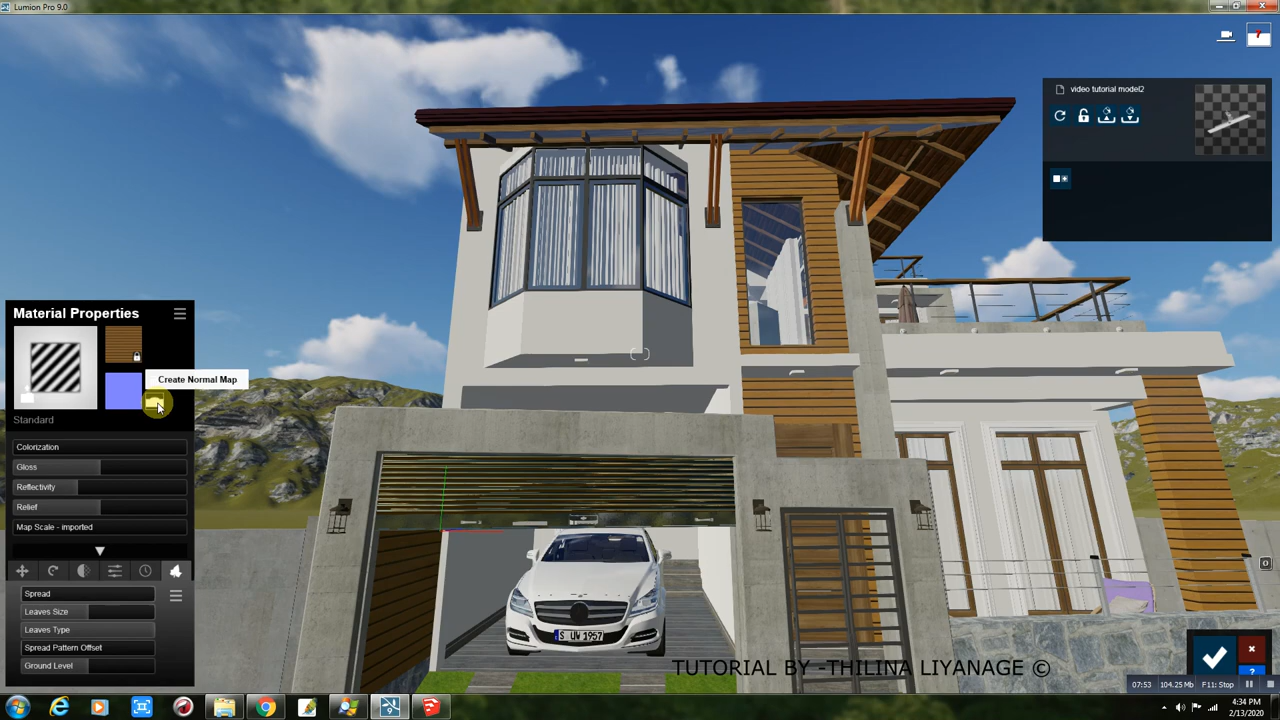 Lumion Pro 9.0
7
video tutorial model2
Material Properties
Create Normal Map
Standard
Colorization
Gloss
Reflectivity
Relief
Map Scale - imported
Spread
Leaves Size
Leaves Type
Spread Pattern Offset
Ground Level
S UW 1957
TUTORIAL BY -THILINA LIYANAGE ©
?
07:53 104.25 Mb F11: Stop
4:34 PM
2/13/2020